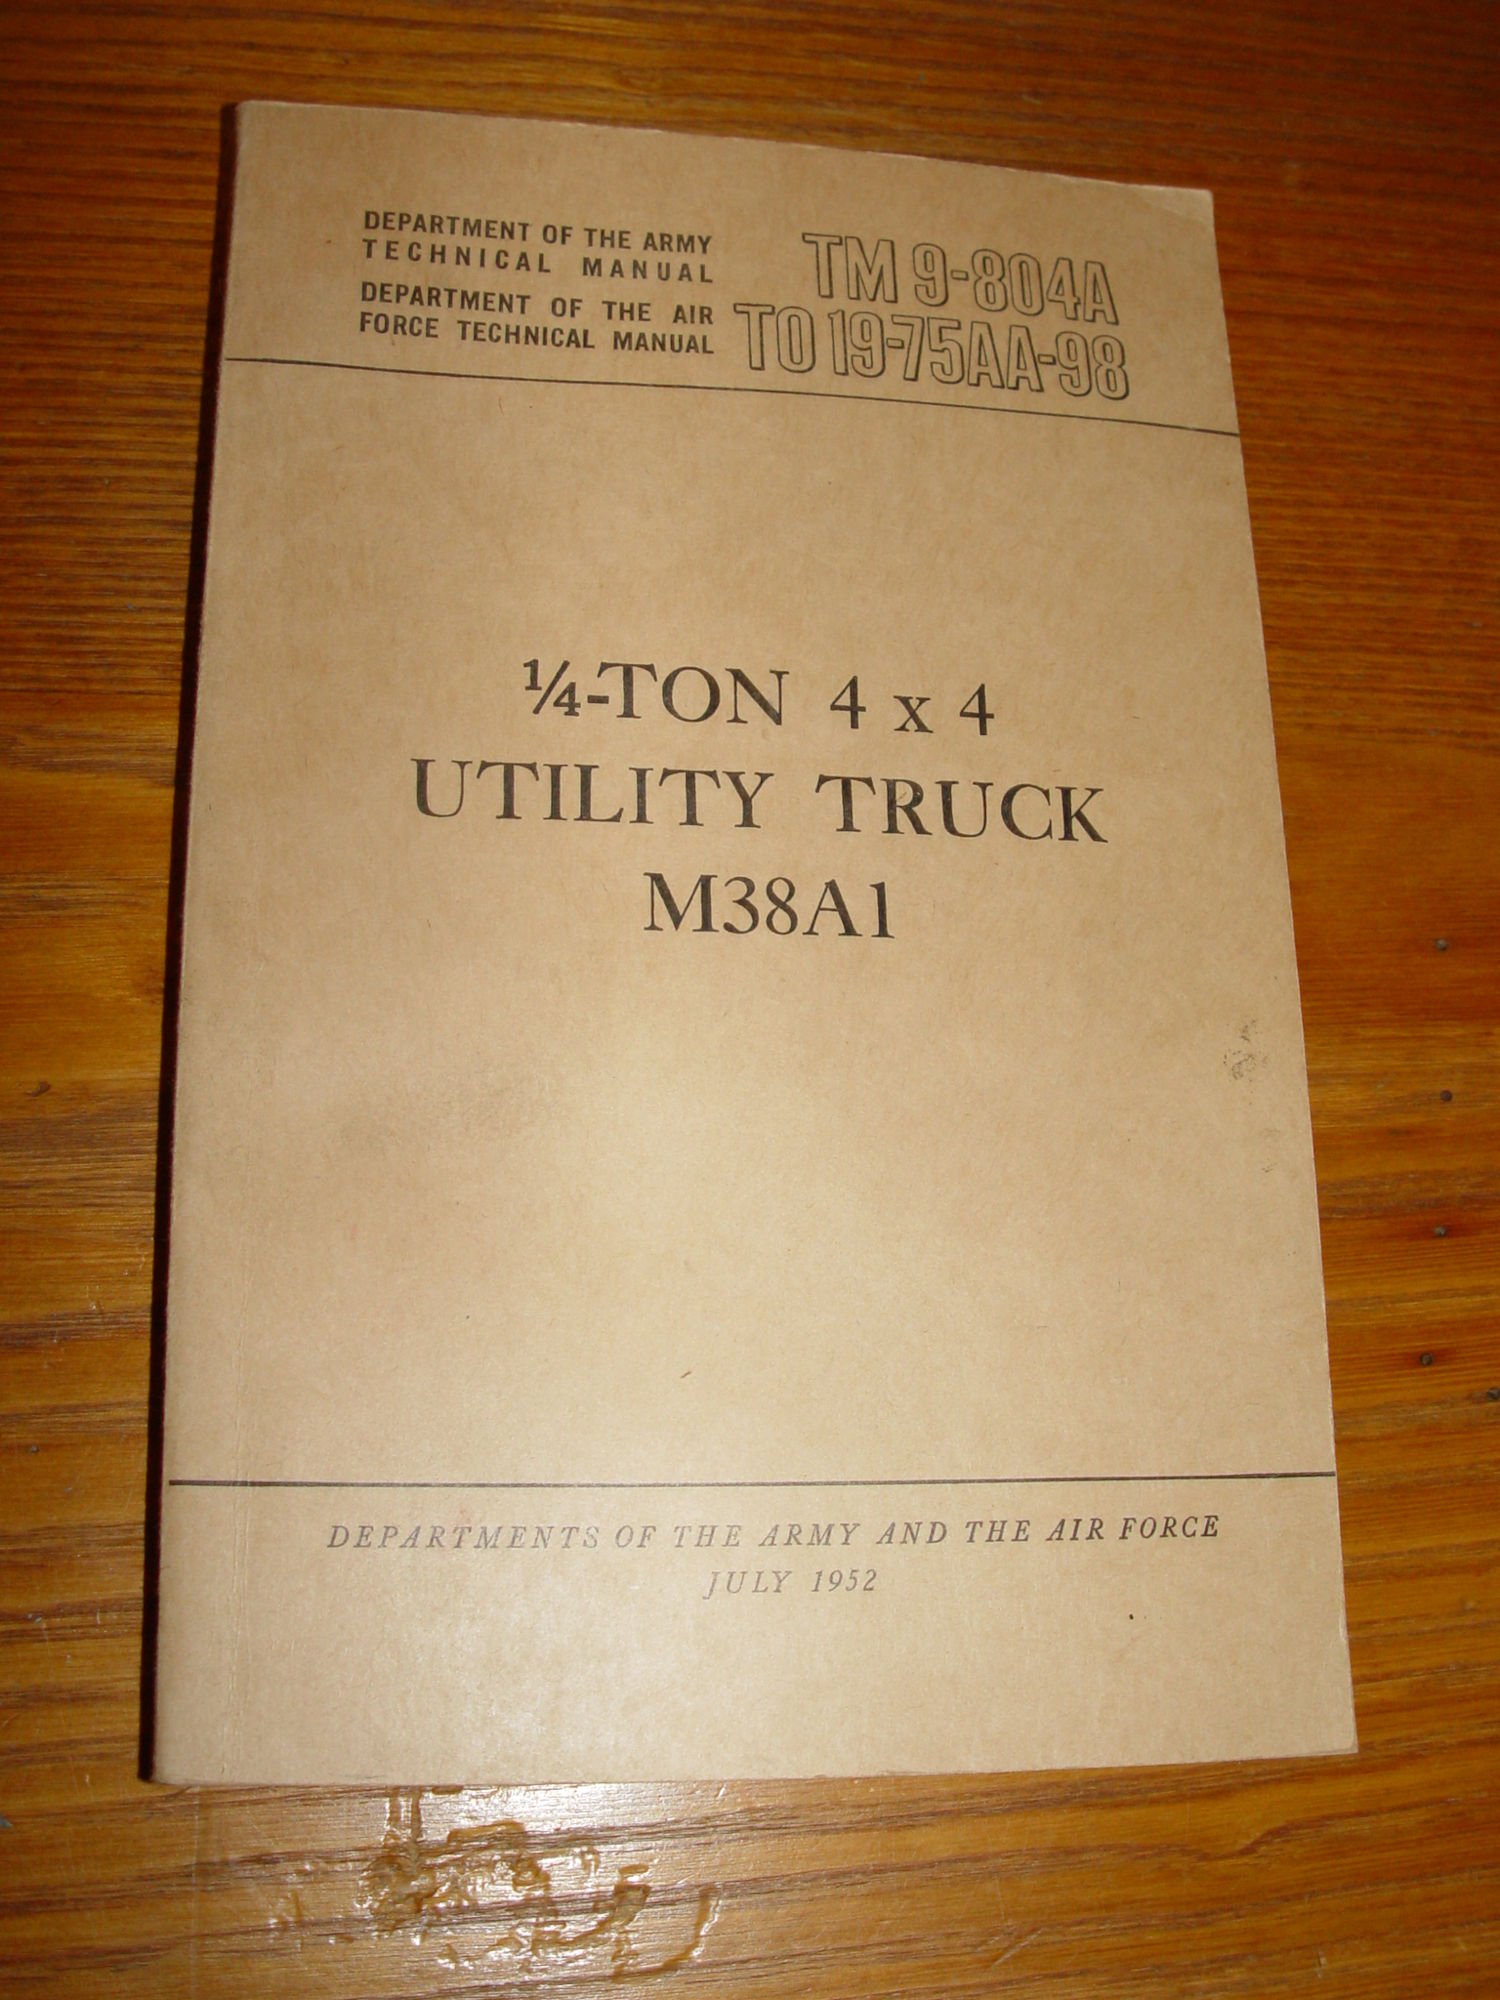 DEPARTMENT OF THE ARMY
TECHNICAL MANUAL
DEPARTMENT OF THE AIR
FORCE TECHNICAL MANUAL
TM 9-804A
TO 19-75AA-98
¼-TON 4 x 4
UTILITY TRUCK
M38A1
DEPARTMENTS OF THE ARMY AND THE AIR FORCE
JULY 1952